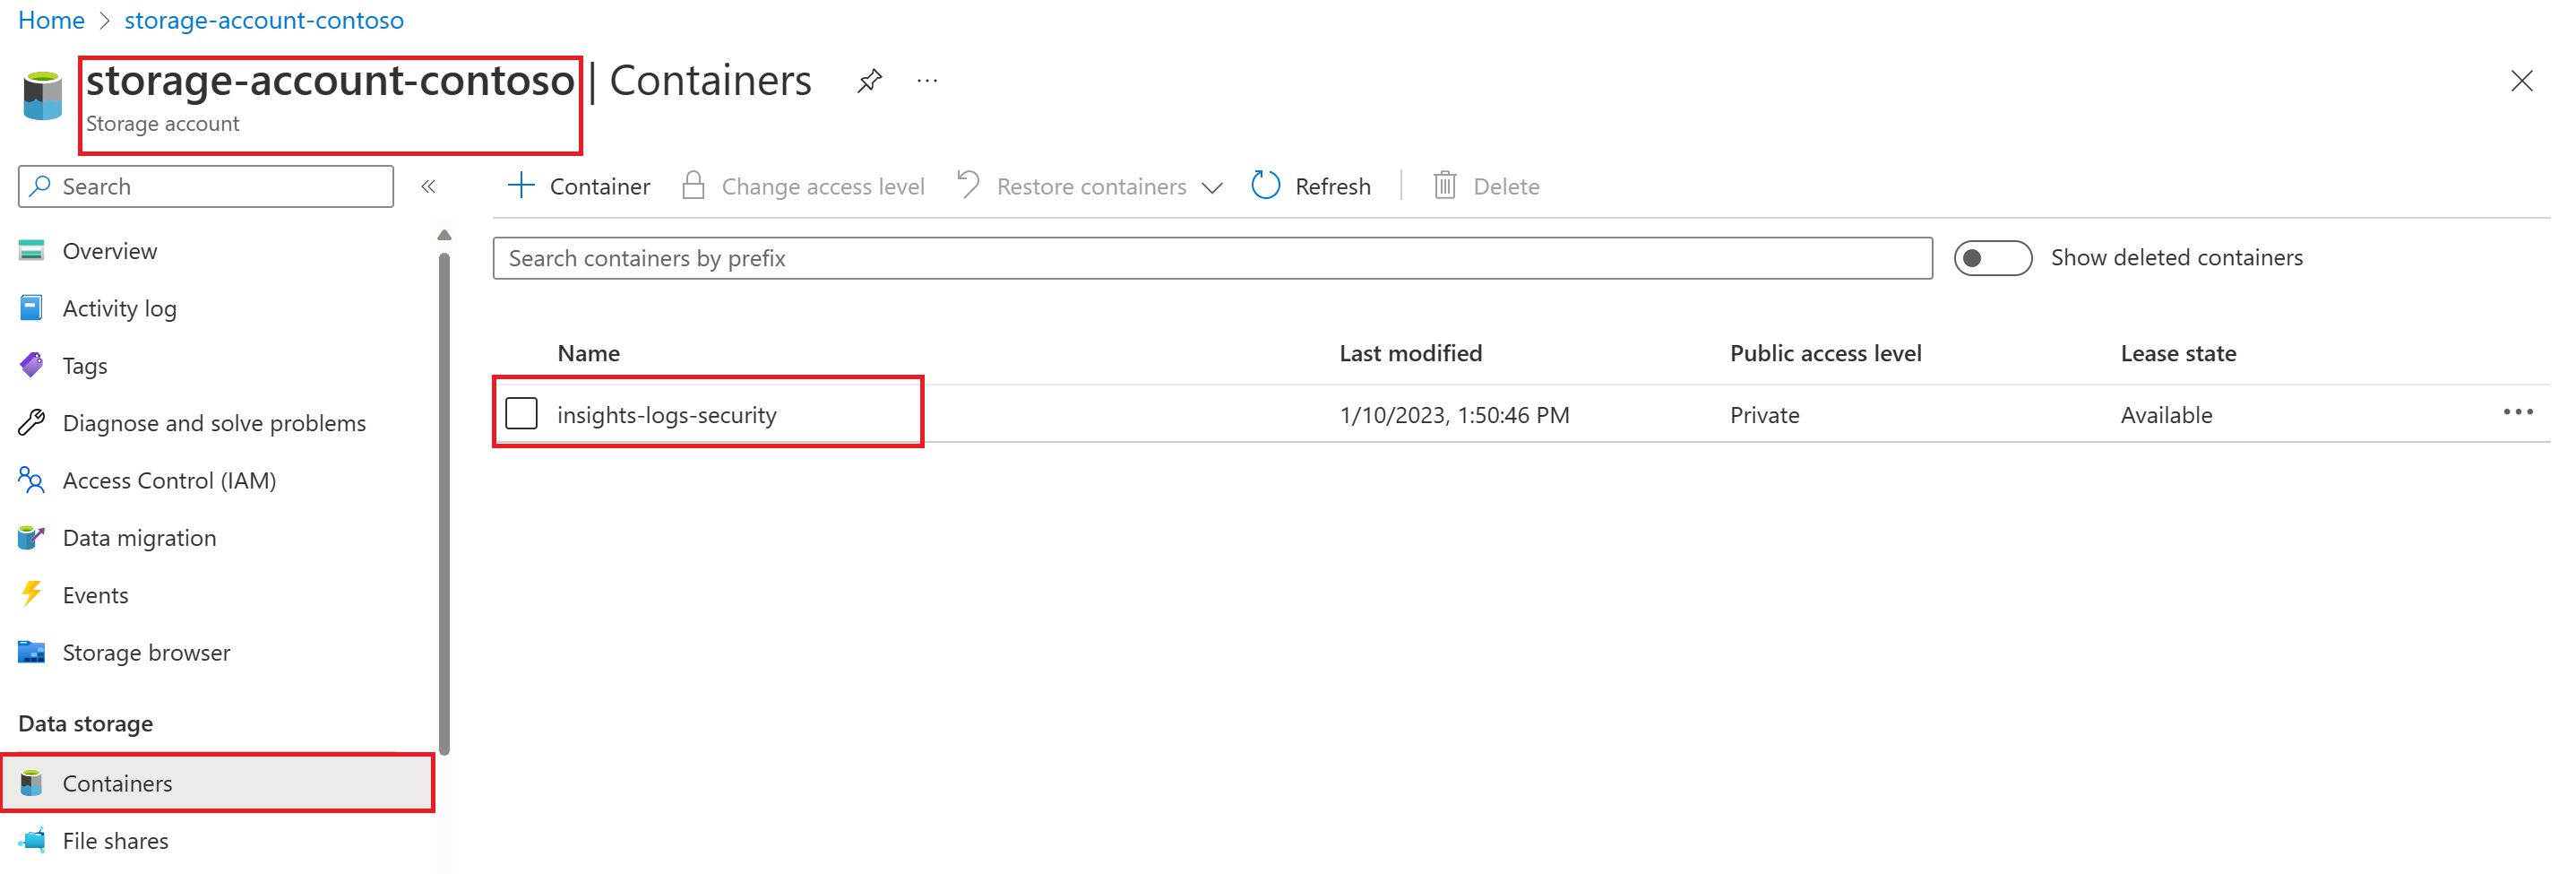 Home > storage-account-contoso
storage-account-contoso | Containers
Storage account
Search
Container
Change access level
Restore containers
Refresh
Delete
Overview
Activity log
Tags
Diagnose and solve problems
Access Control (IAM)
Data migration
Events
Storage browser
Data storage
Containers
File shares
Search containers by prefix
Show deleted containers
Name Last modified Public access level Lease state
insights-logs-security 1/10/2023, 1:50:46 PM Private Available